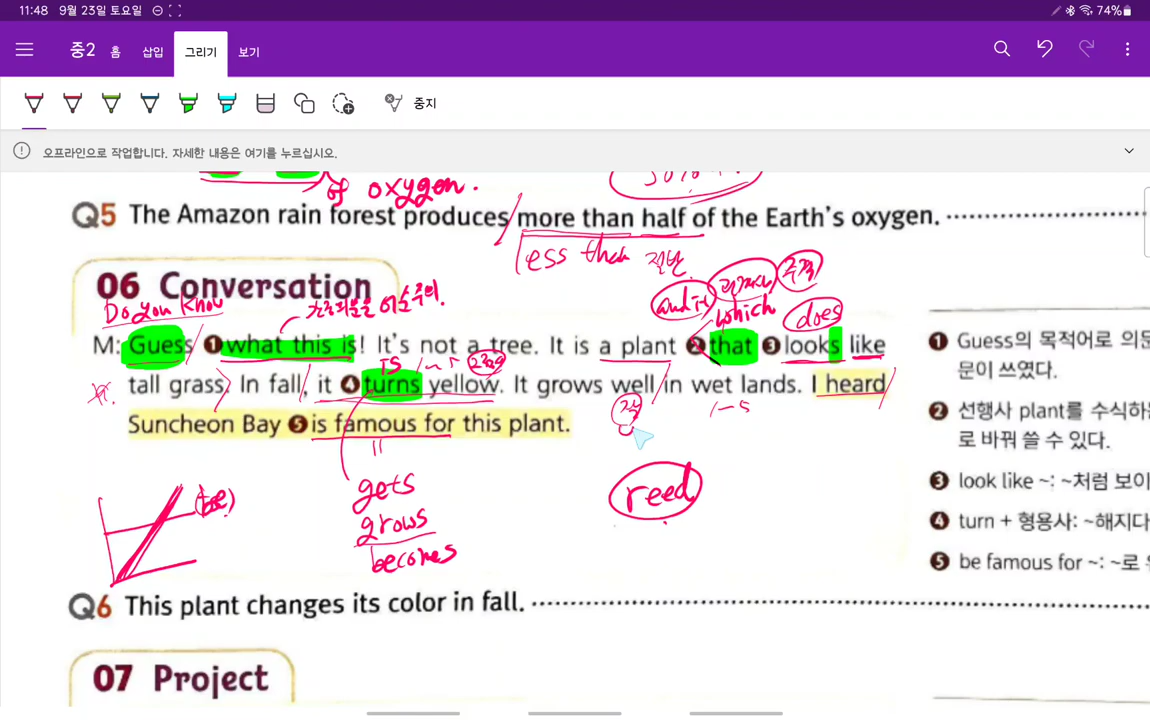 11:48 9월 23일 토요일 74%
중2 홈 삽입 그리기 보기
중지
오프라인으로 작업합니다. 자세한 내용은 여기를 누르십시오.
of oxygen.
Q5 The Amazon rain forest produces more than half of the Earth's oxygen.
less than 절반
06 Conversation
Do you know
and it which 주격 does
M: Guess ❶ what this is! It's not a tree. It is a plant ❷ that ❸ looks like
is
tall grass. In fall, it ❹ turns yellow. It grows well in wet lands. I heard
잘
Suncheon Bay ❺ is famous for this plant.
gets
grows
becomes
reed
❶ Guess의 목적어로 의문
문이 쓰였다.
❷ 선행사 plant를 수식하
로 바꿔 쓸 수 있다.
❸ look like ~: ~처럼 보이
❹ turn + 형용사: ~해지다
❺ be famous for ~: ~로 유
Q6 This plant changes its color in fall.
07 Project